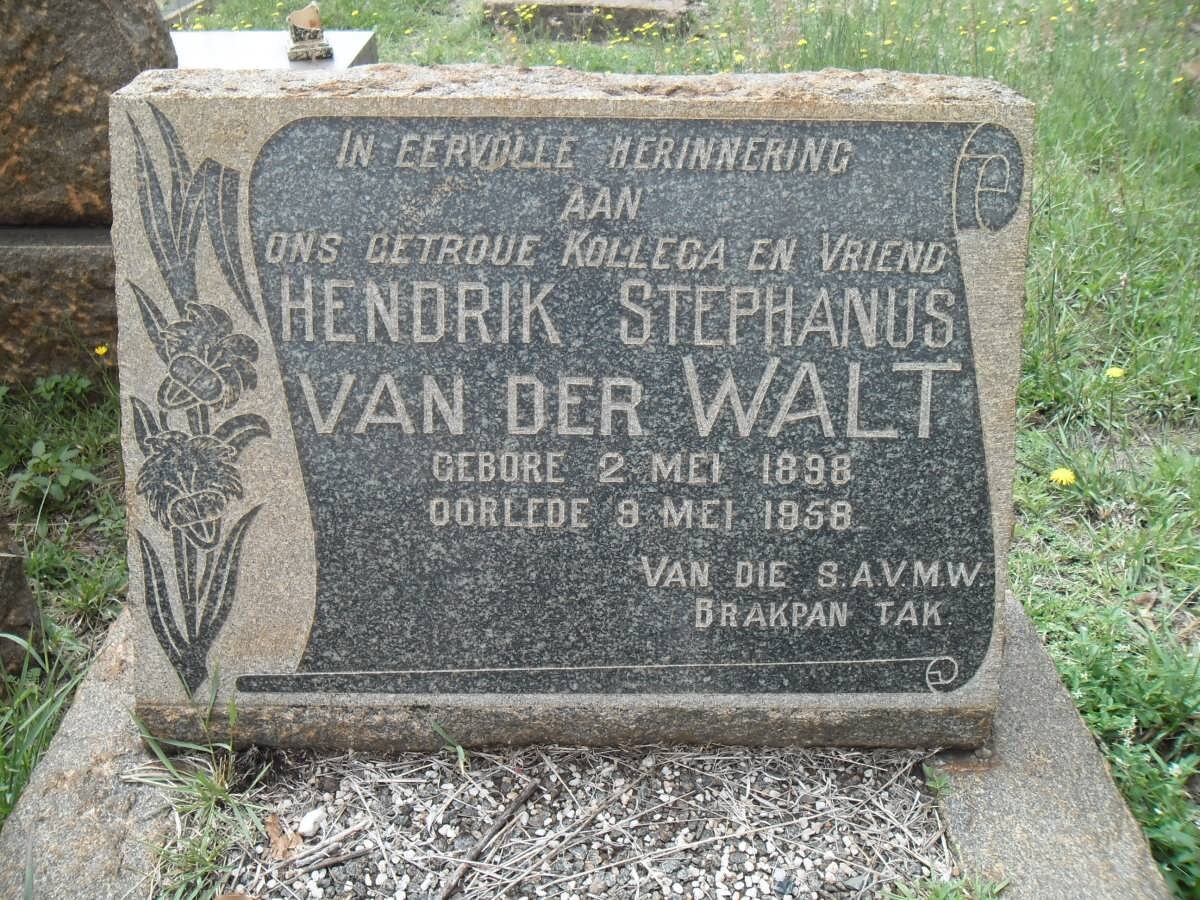 IN EERVOLLE HERINNERING
AAN
ONS GETROUE KOLLEGA EN VRIEND
HENDRIK STEPHANUS
VAN DER WALT
GEBORE 2 MEI 1898
OORLEDE 9 MEI 1958
VAN DIE S.A.V.M.W.
BRAKPAN TAK.